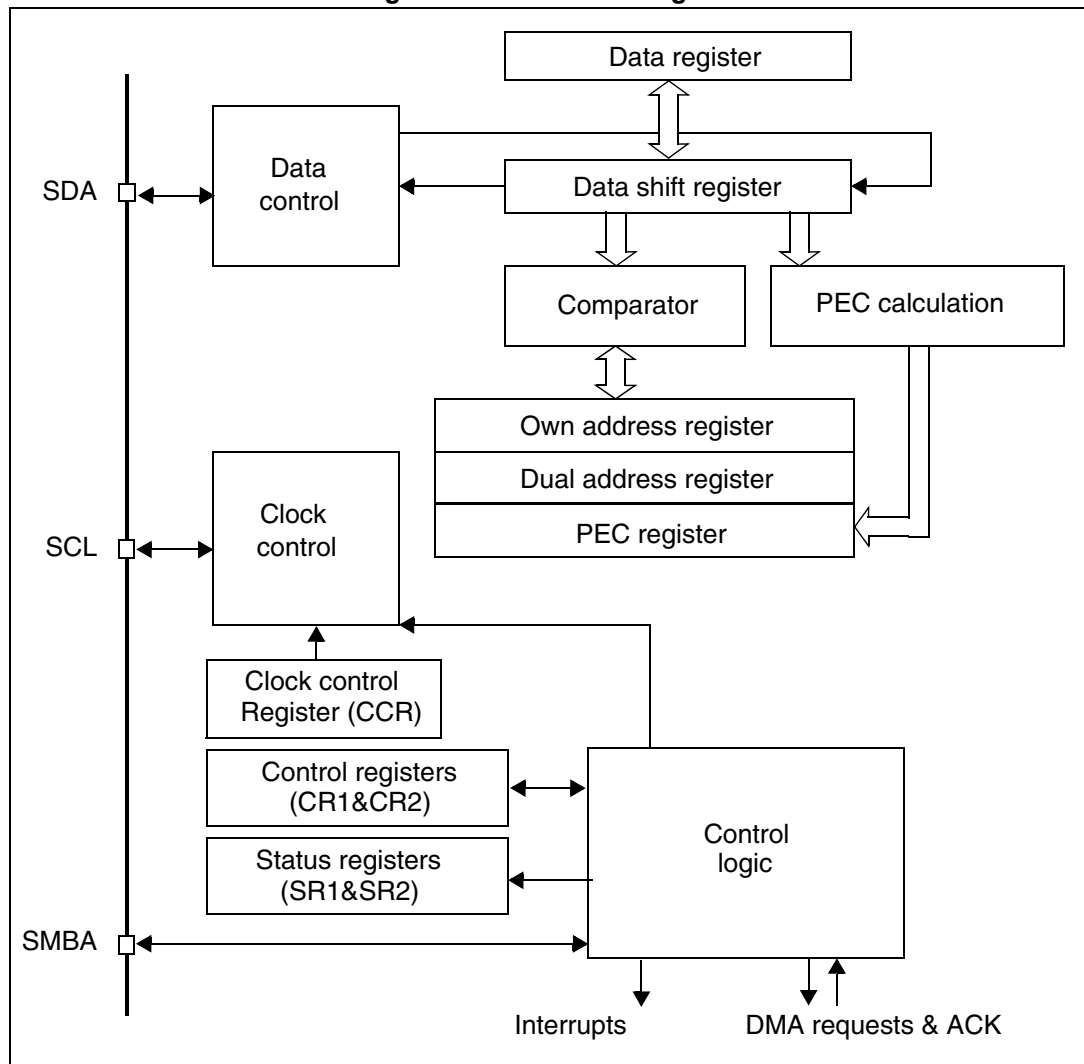 Data register
Data
control
SDA
Data shift register
Comparator
PEC calculation
Own address register
Dual address register
PEC register
Clock
control
SCL
Clock control
Register (CCR)
Control registers
(CR1&CR2)
Control
logic
Status registers
(SR1&SR2)
SMBA
Interrupts
DMA requests & ACK